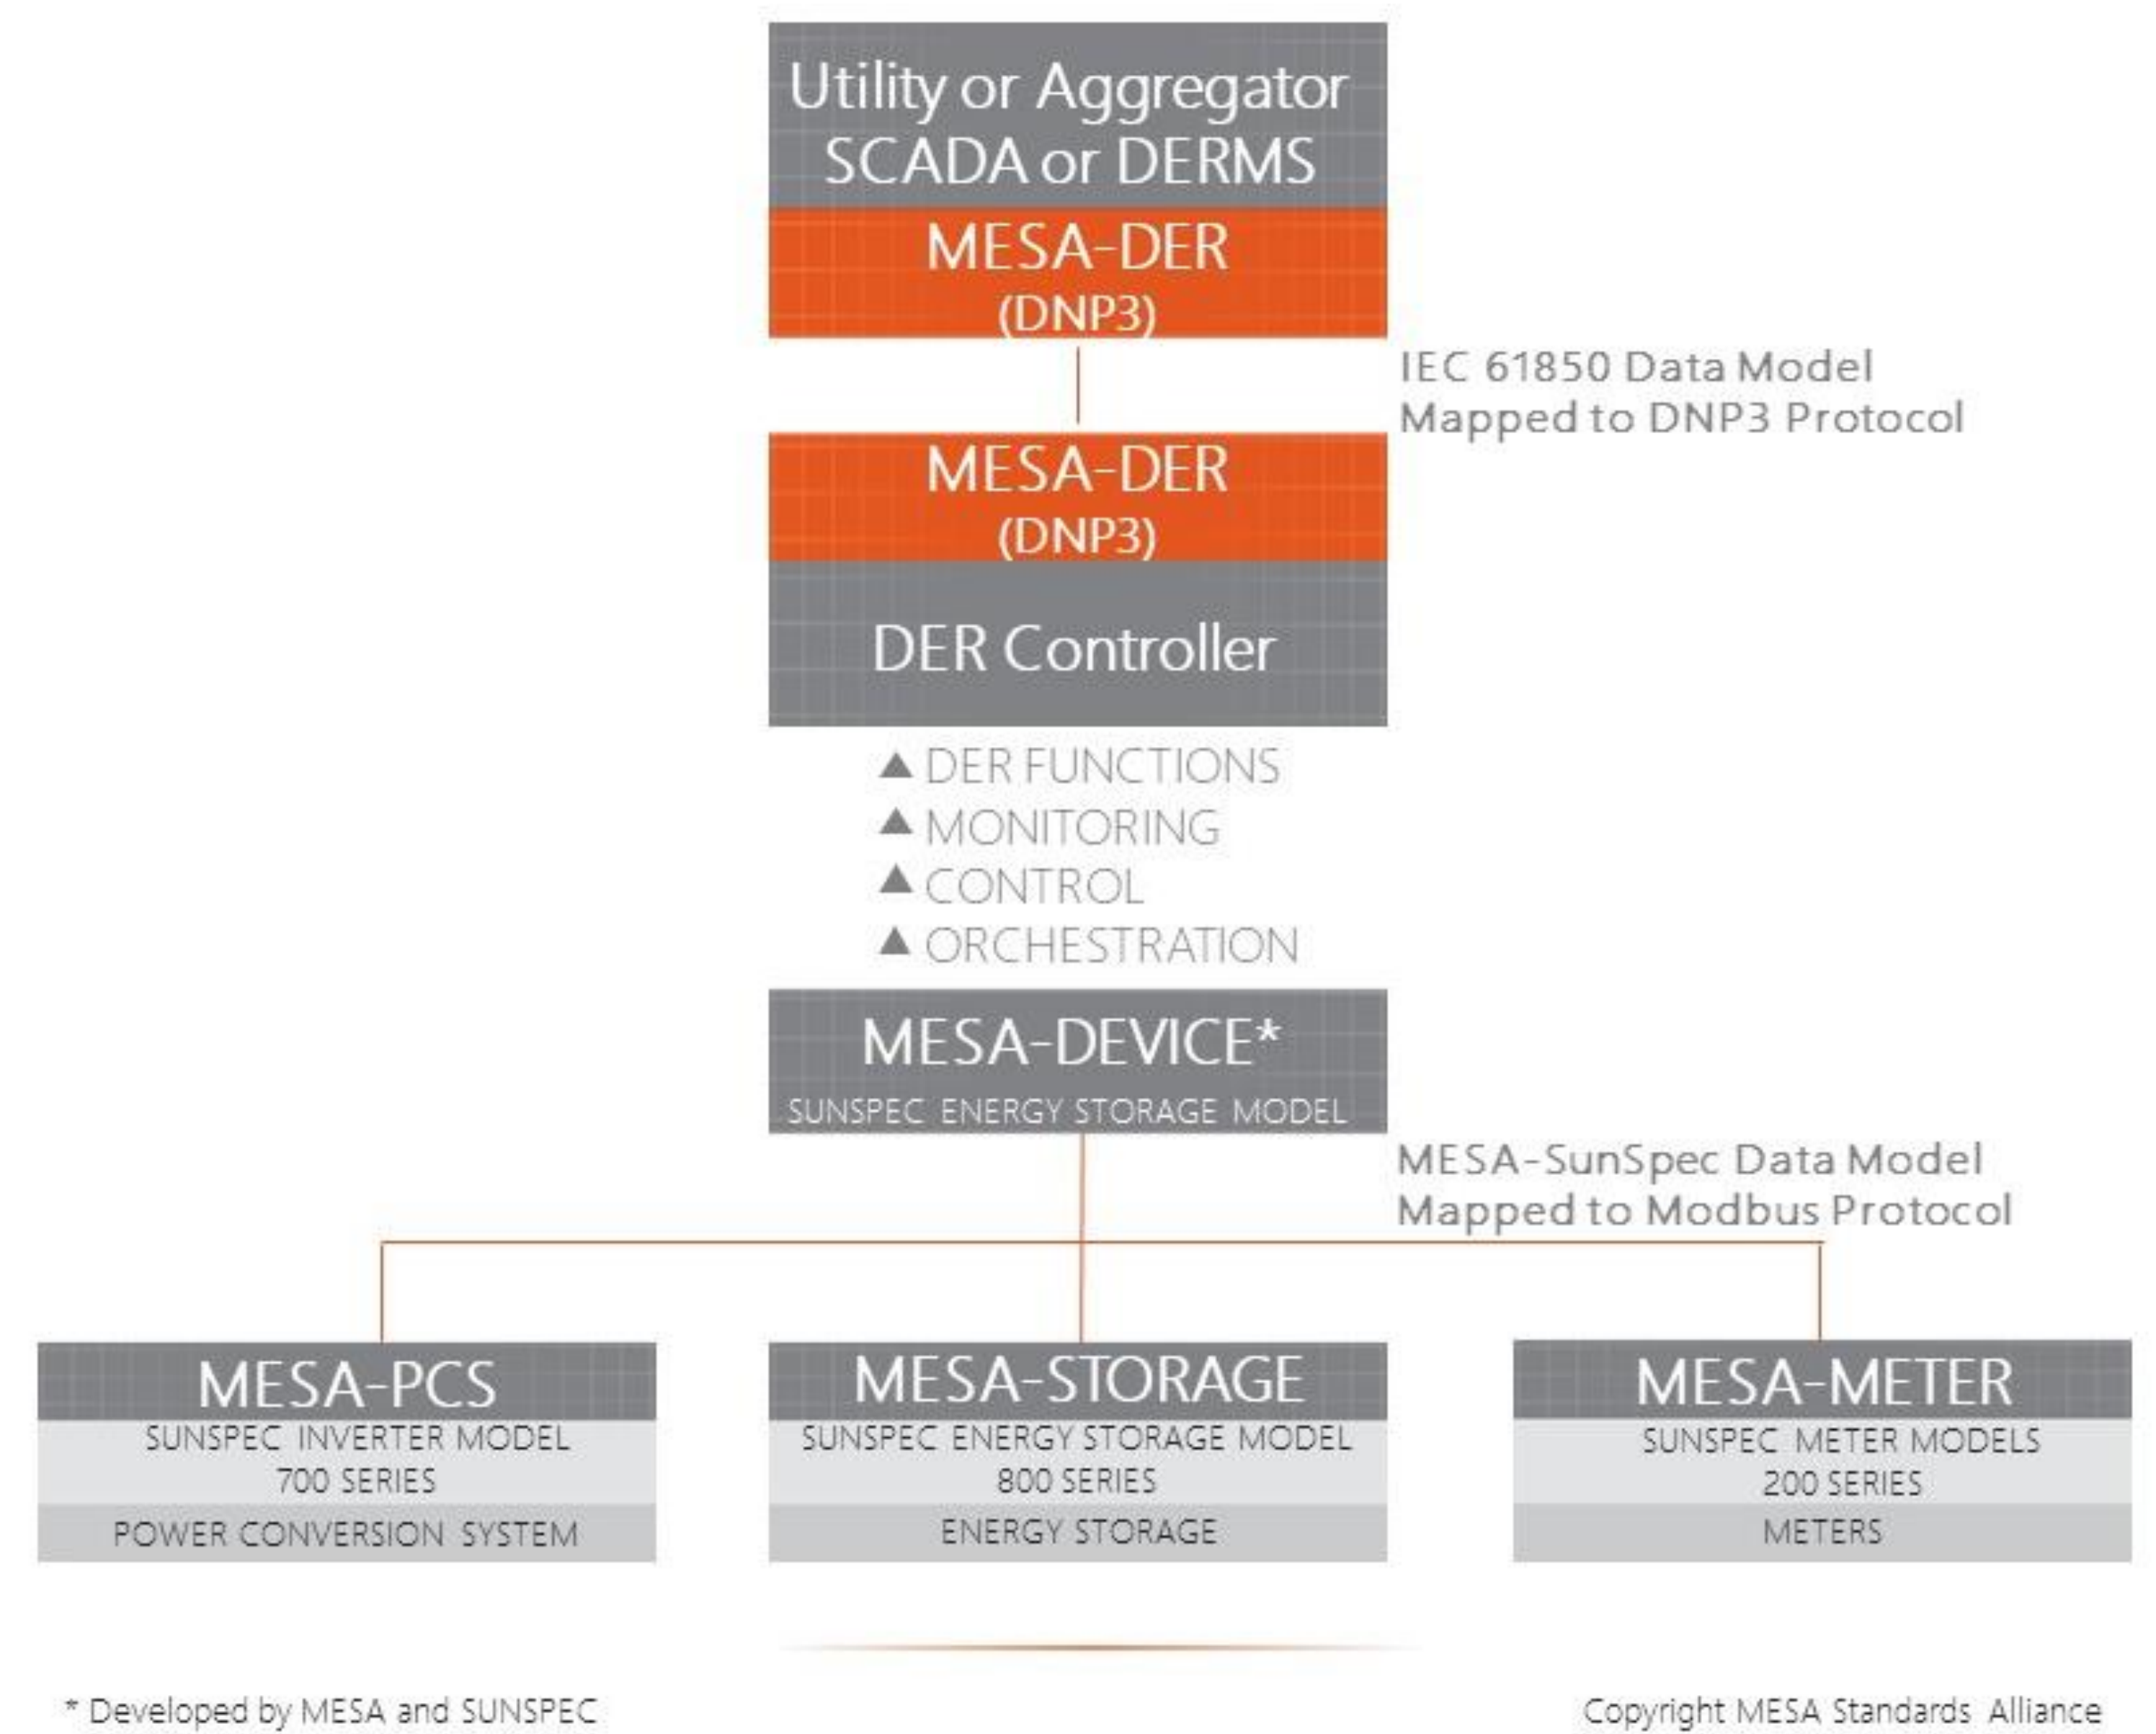 Utility or Aggregator
SCADA or DERMS
MESA-DER
(DNP3)
IEC 61850 Data Model
Mapped to DNP3 Protocol
MESA-DER
(DNP3)
DER Controller
▲ DER FUNCTIONS
▲ MONITORING
▲ CONTROL
▲ ORCHESTRATION
MESA-DEVICE*
SUNSPEC ENERGY STORAGE MODEL
MESA-SunSpec Data Model
Mapped to Modbus Protocol
MESA-PCS
SUNSPEC INVERTER MODEL
700 SERIES
POWER CONVERSION SYSTEM
MESA-STORAGE
SUNSPEC ENERGY STORAGE MODEL
800 SERIES
ENERGY STORAGE
MESA-METER
SUNSPEC METER MODELS
200 SERIES
METERS
* Developed by MESA and SUNSPEC
Copyright MESA Standards Alliance